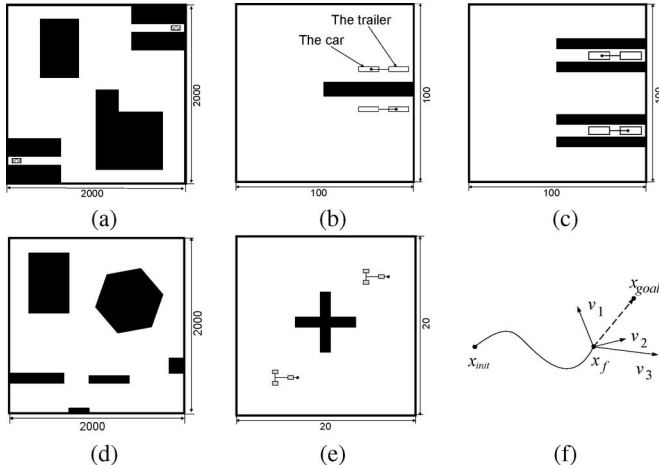 2000
2000
(a)
The trailer
The car
100
100
(b)
100
100
(c)
2000
2000
(d)
20
20
(e)
x_goal
v_1
v_2
x_init
x_f
v_3
(f)